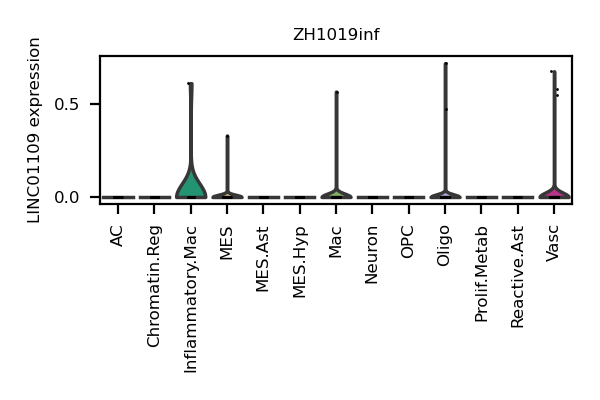 ZH1019inf
LINC01109 expression
0.5
0.0
AC
Chromatin.Reg
Inflammatory.Mac
MES
MES.Ast
MES.Hyp
Mac
Neuron
OPC
Oligo
Prolif.Metab
Reactive.Ast
Vasc